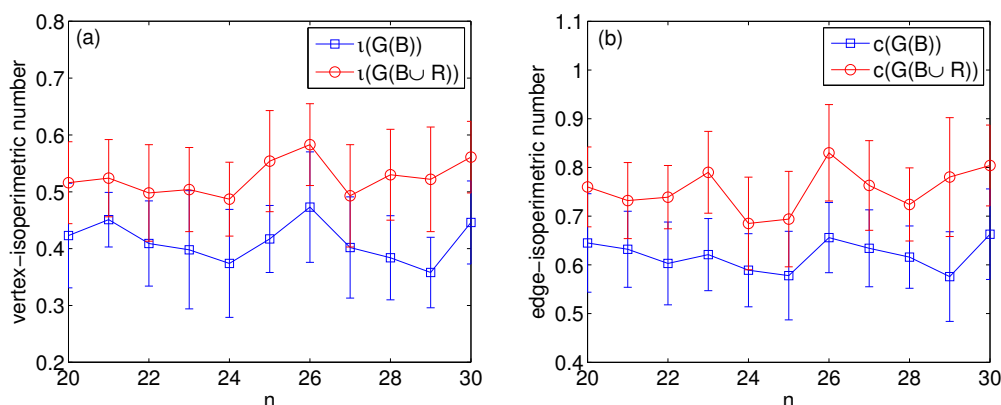 (a)
ι(G(B))
ι(G(B∪ R))
vertex−isoperimetric number
0.8
0.7
0.6
0.5
0.4
0.3
0.2
20
22
24
26
28
30
n
(b)
c(G(B))
c(G(B∪ R))
edge−isoperimetric number
1.1
1
0.9
0.8
0.7
0.6
0.5
0.4
20
22
24
26
28
30
n